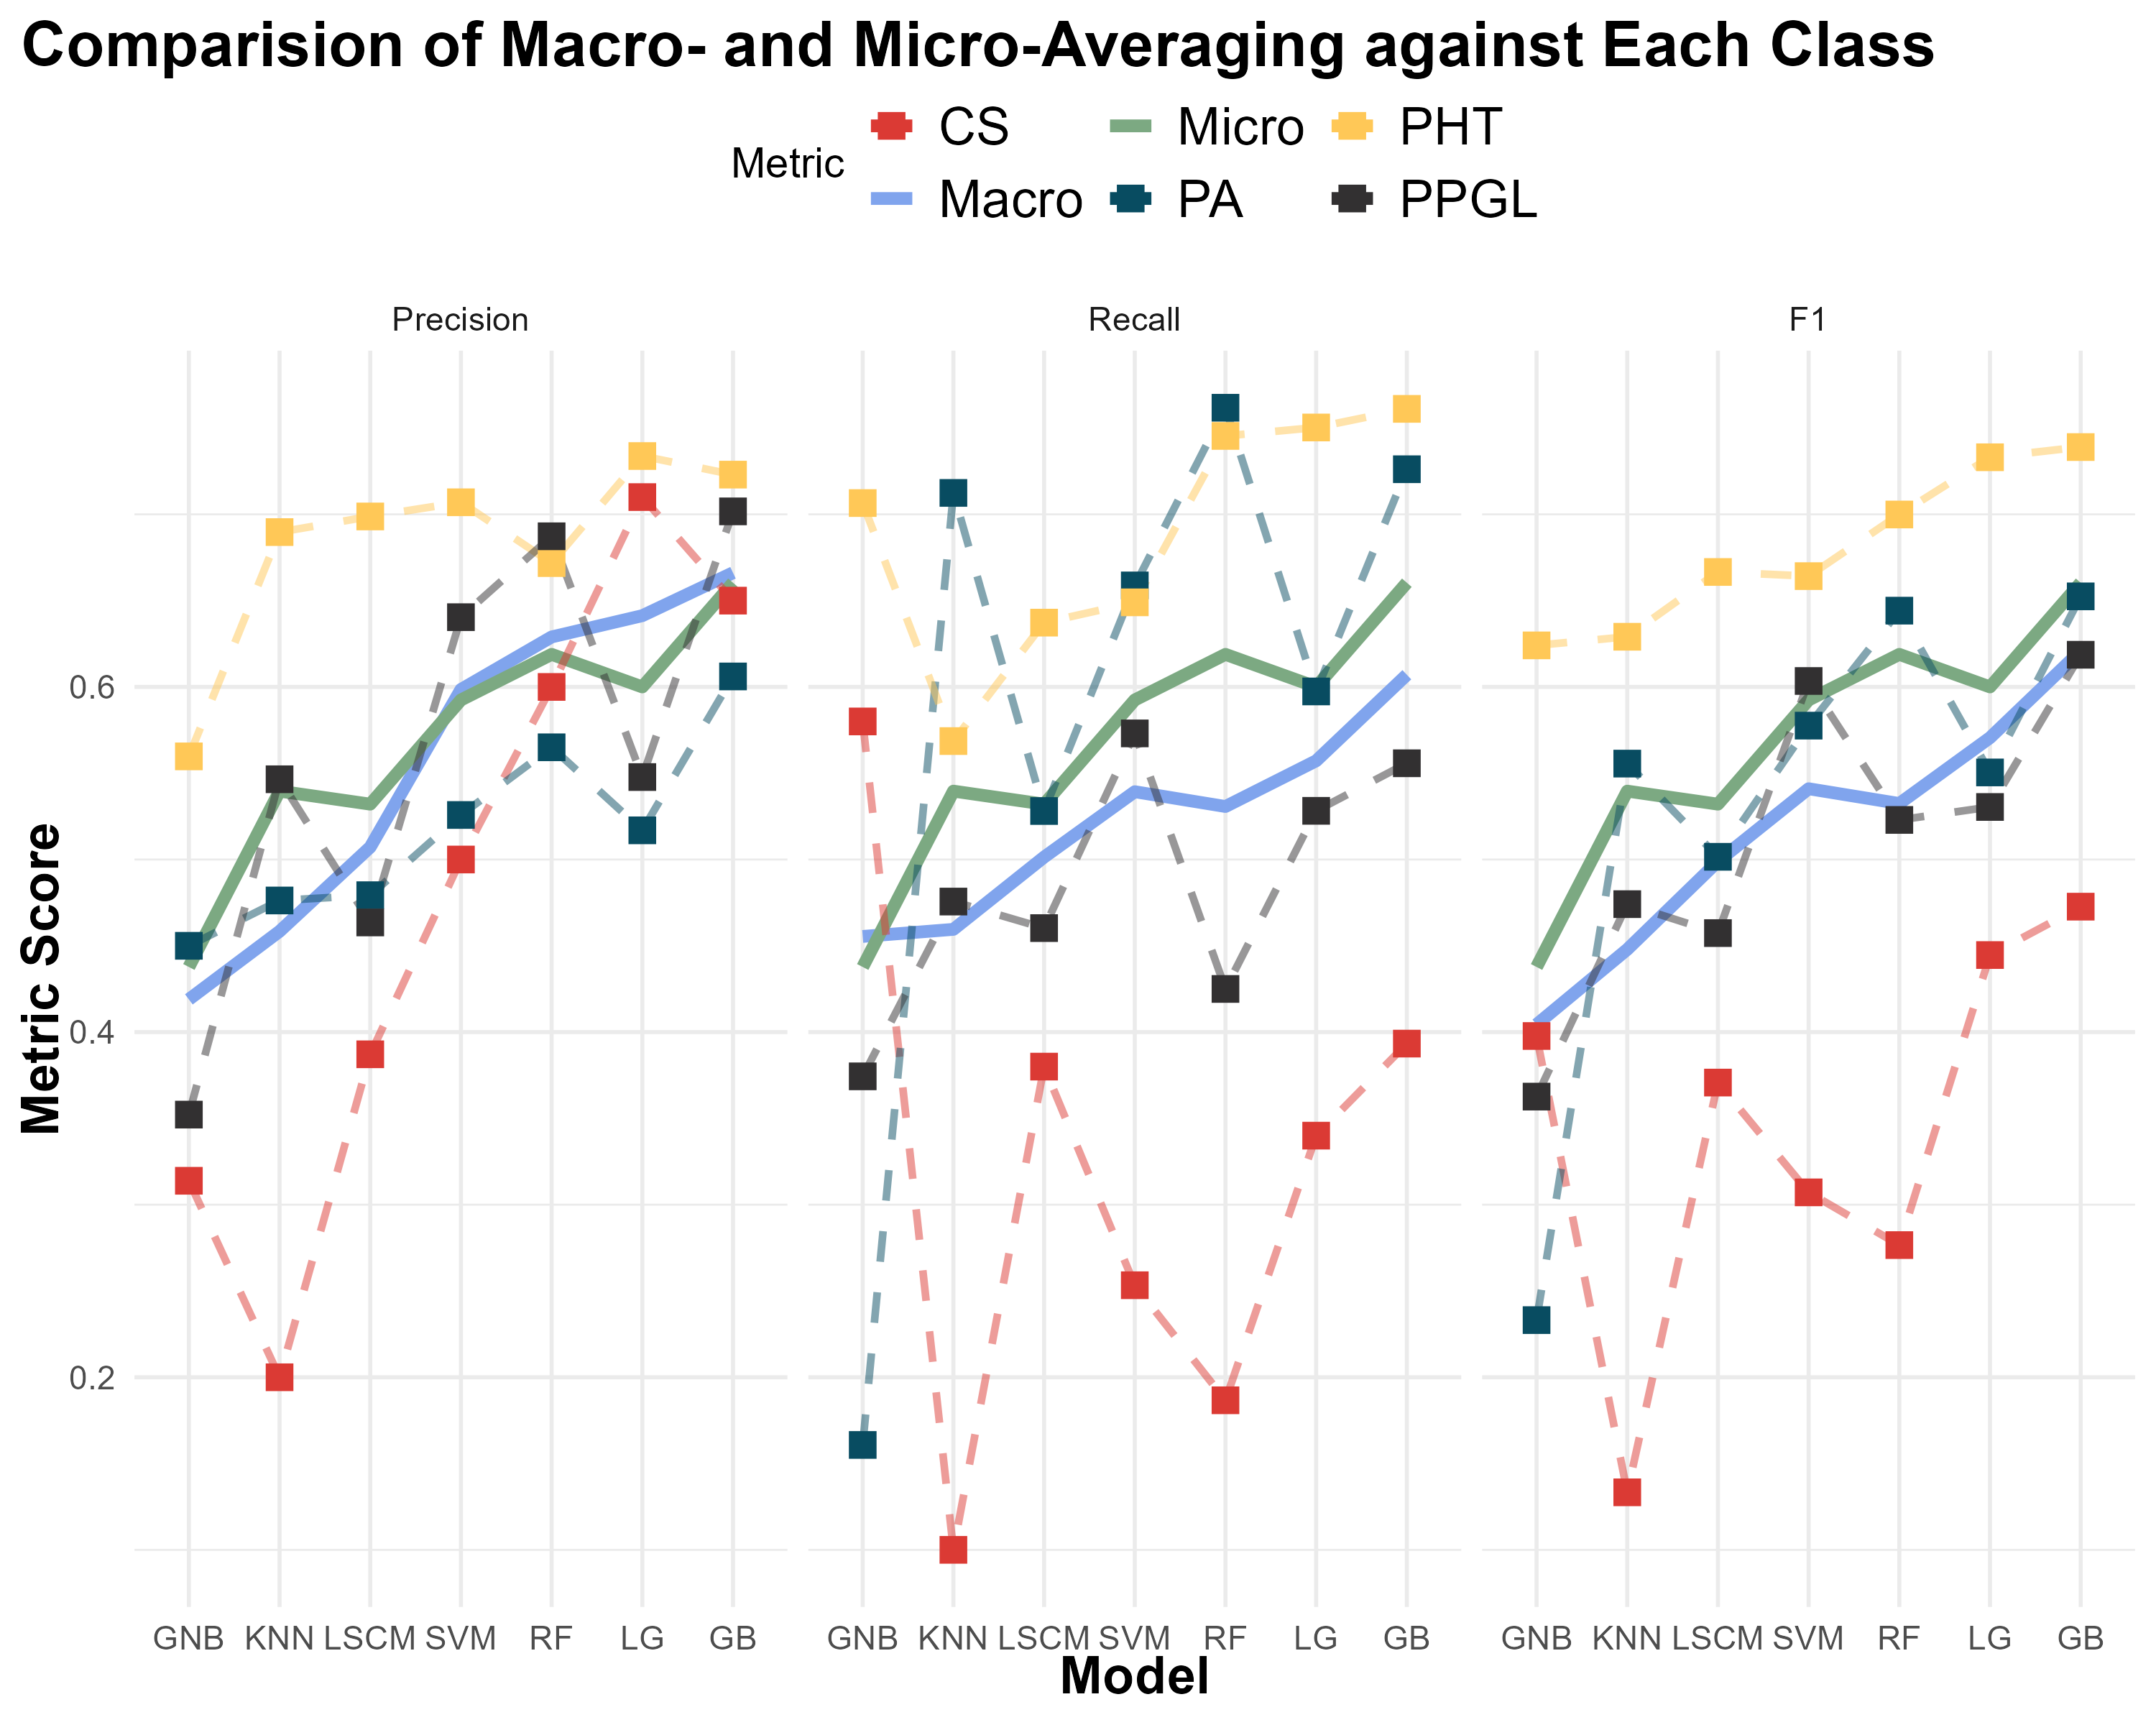 Comparision of Macro- and Micro-Averaging against Each Class
Metric
CS Micro PHT
Macro PA PPGL
Precision Recall F1
Metric Score
0.6
0.4
0.2
GNB KNN LSCM SVM RF LG GB GNB KNN LSCM SVM RF LG GB GNB KNN LSCM SVM RF LG GB
Model